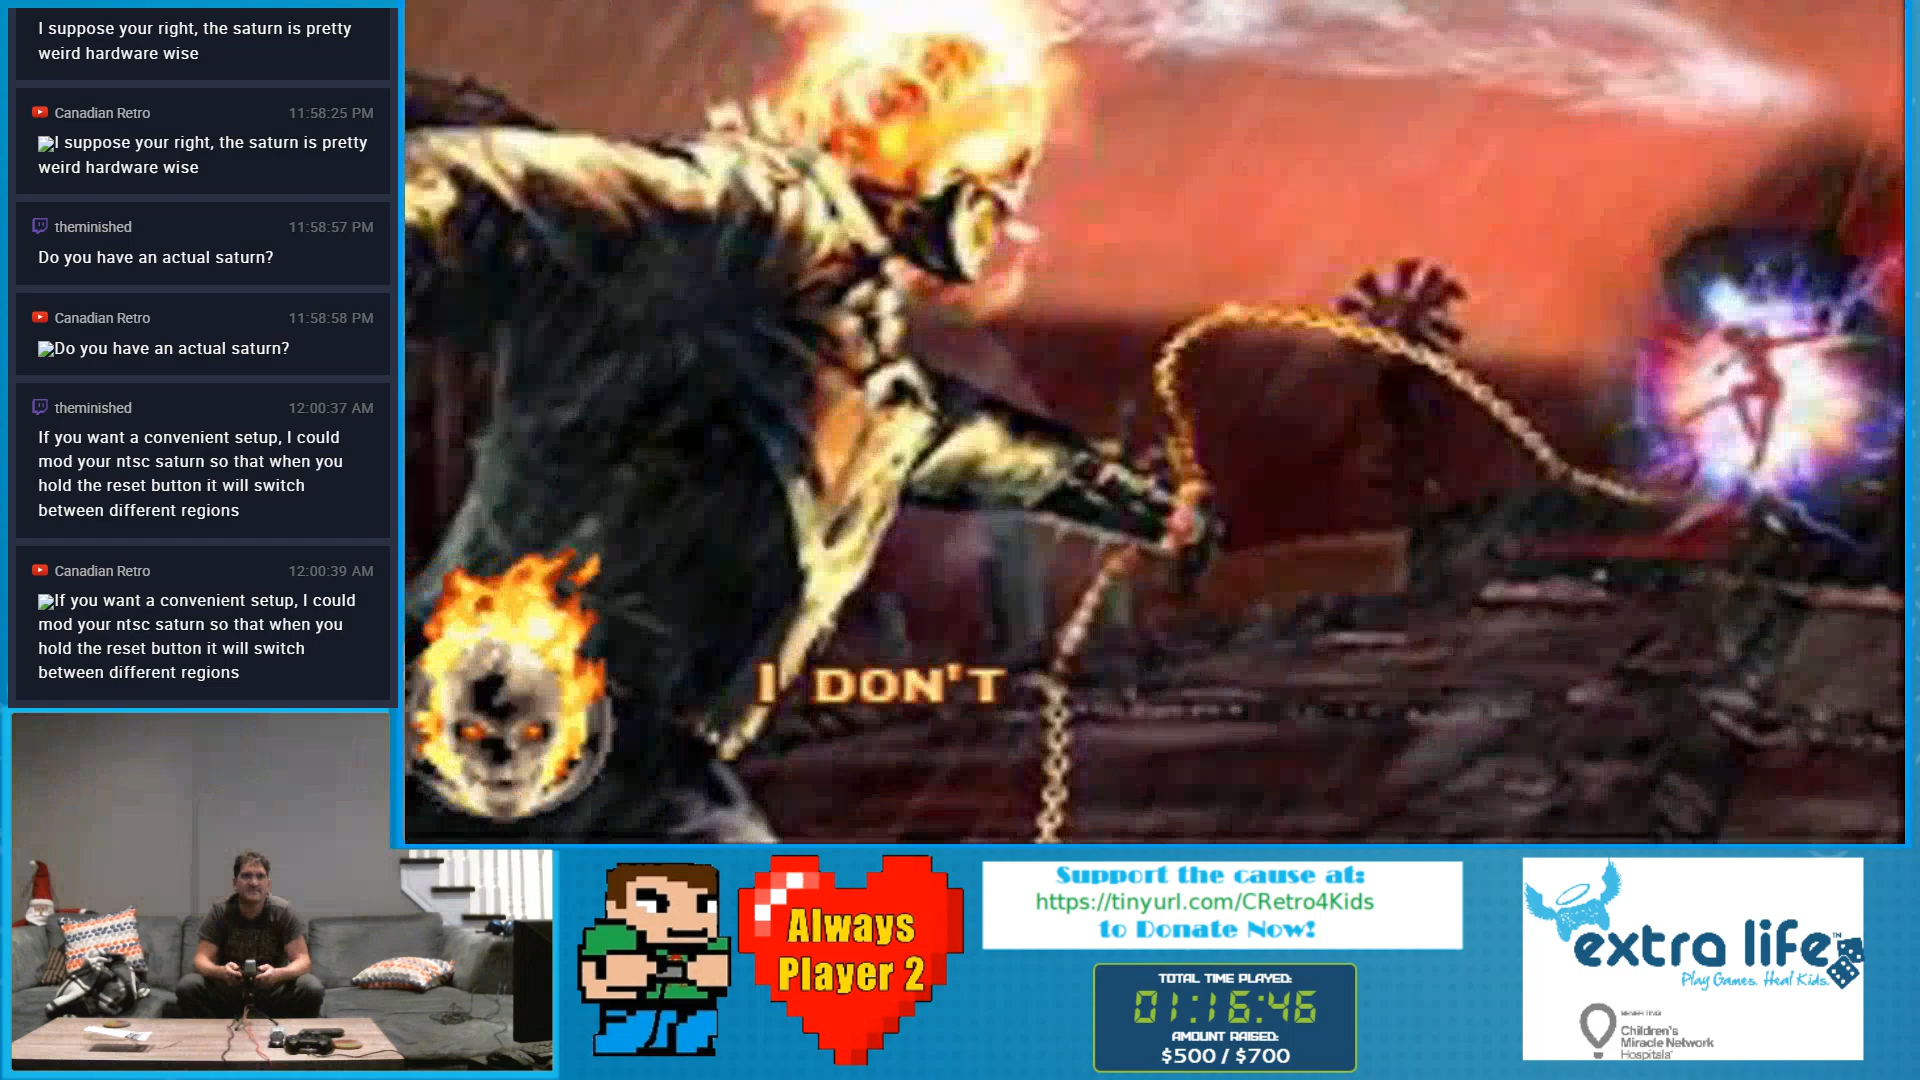 I suppose your right, the saturn is pretty
weird hardware wise
Canadian Retro 11:58:25 PM
I suppose your right, the saturn is pretty
weird hardware wise
theminished 11:58:57 PM
Do you have an actual saturn?
Canadian Retro 11:58:58 PM
Do you have an actual saturn?
theminished 12:00:37 AM
If you want a convenient setup, I could
mod your ntsc saturn so that when you
hold the reset button it will switch
between different regions
Canadian Retro 12:00:39 AM
If you want a convenient setup, I could
mod your ntsc saturn so that when you
hold the reset button it will switch
between different regions
I DON'T
Always
Player 2
Support the cause at:
https://tinyurl.com/CRetro4Kids
to Donate Now!
TOTAL TIME PLAYED:
01:16:46
AMOUNT RAISED:
$500 / $700
extra life™
Play Games. Heal Kids.
BENEFITING
Children's
Miracle Network
Hospitals